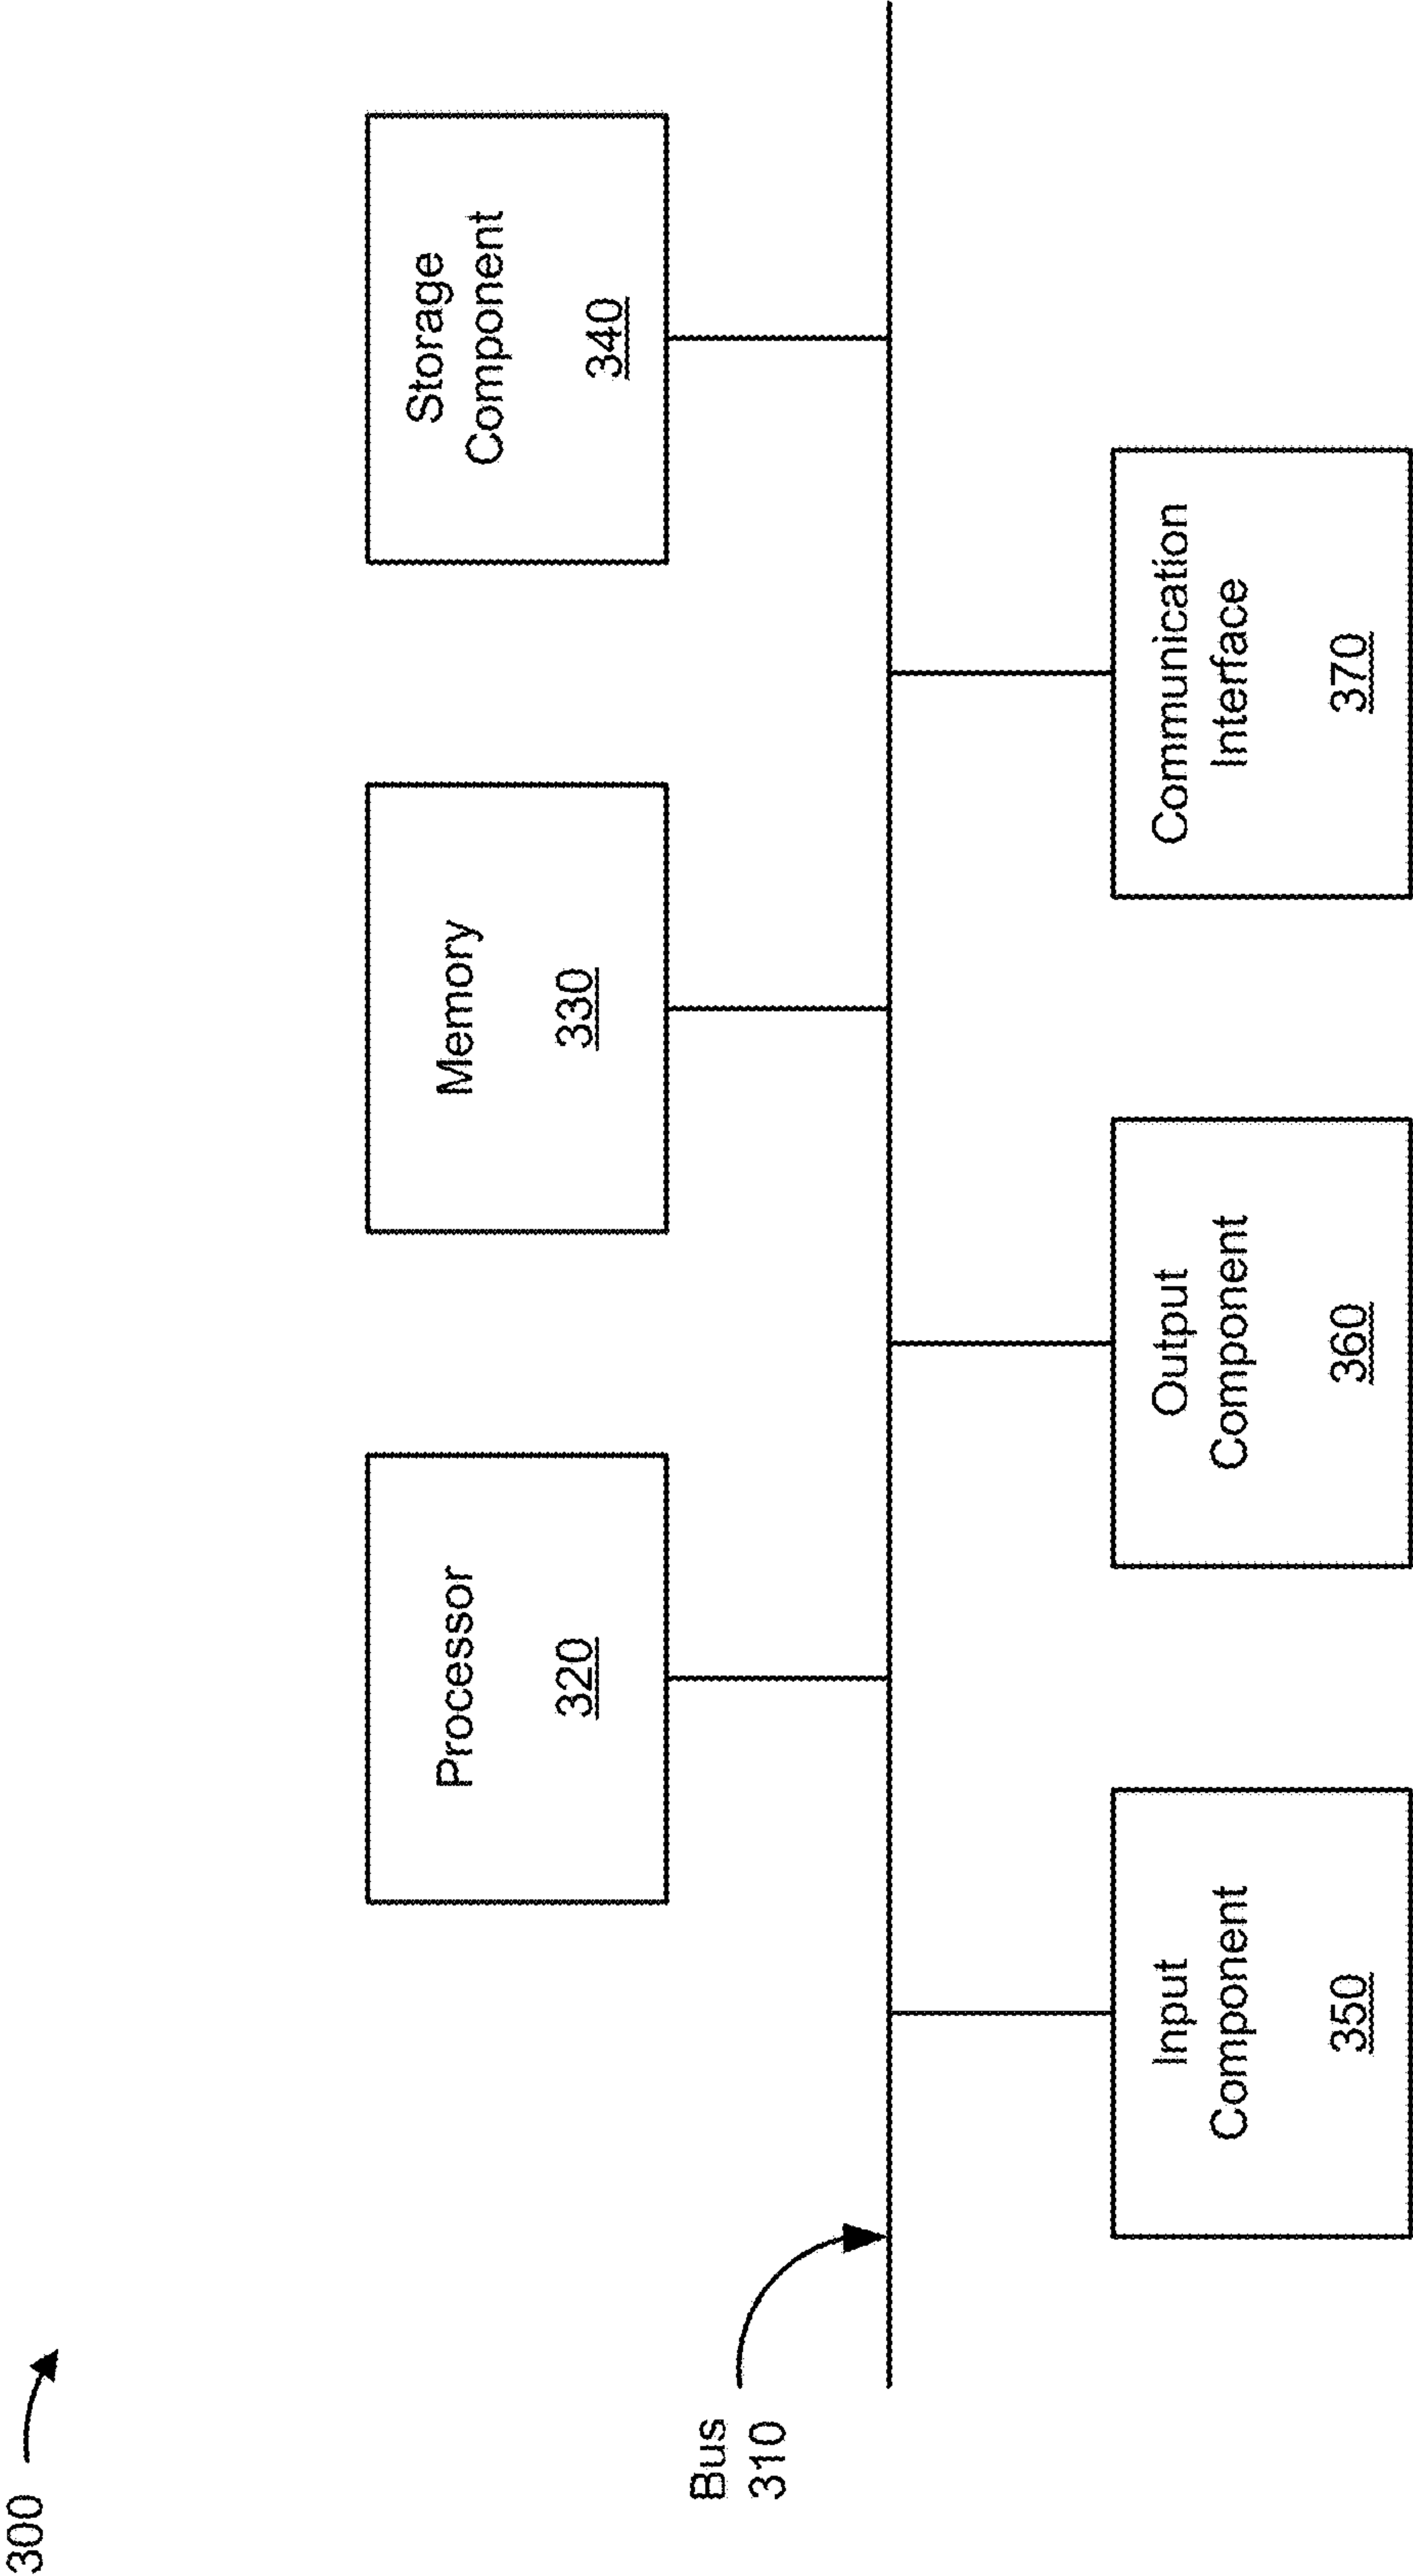 300
Processor
320
Memory
330
Storage
Component
340
Bus
310
Input
Component
350
Output
Component
360
Communication
Interface
370